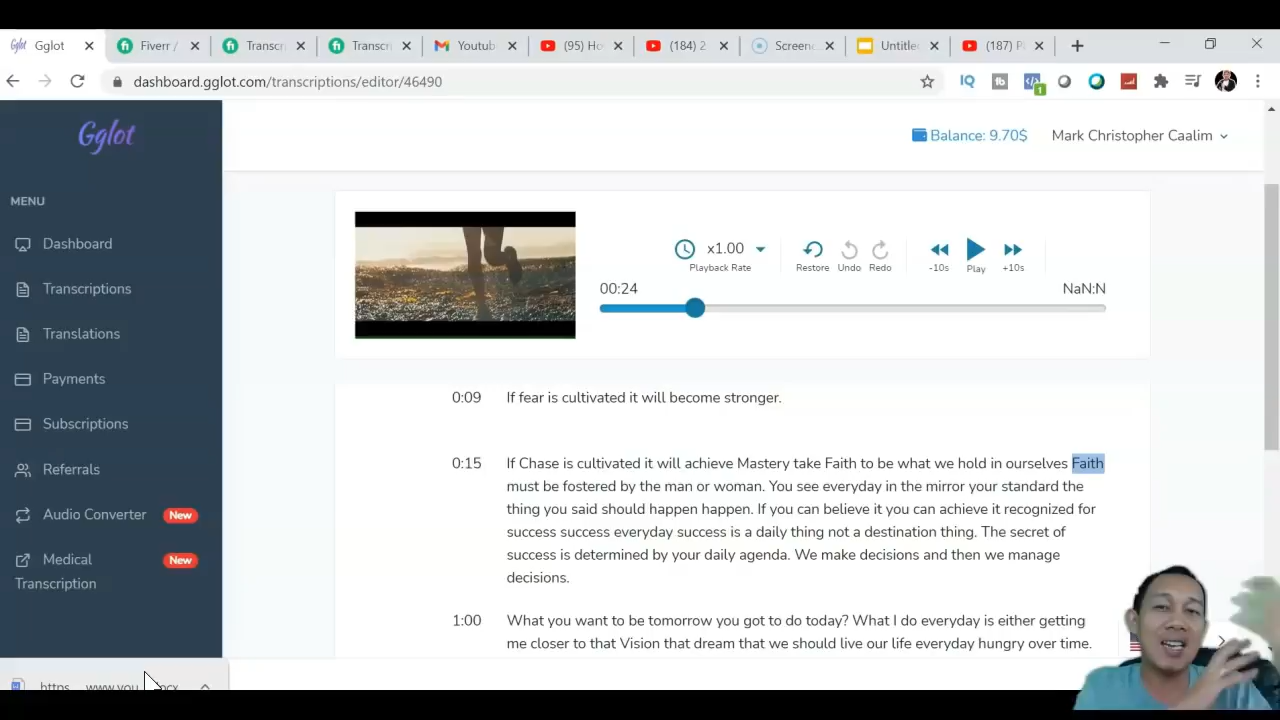 Gglot
Fiverr /
Transcri
Transcr
Youtub
(95) Ho
(184) 2
Screenc
Untitle
(187) P
dashboard.gglot.com/transcriptions/editor/46490
IQ
fb
1
Gglot
Balance: 9.70$ Mark Christopher Caalim
MENU
Dashboard
Transcriptions
Translations
Payments
Subscriptions
Referrals
Audio Converter New
Medical New
Transcription
x1.00
Playback Rate Restore Undo Redo -10s Play +10s
00:24 NaN:N
0:09 If fear is cultivated it will become stronger.
0:15 If Chase is cultivated it will achieve Mastery take Faith to be what we hold in ourselves Faith
must be fostered by the man or woman. You see everyday in the mirror your standard the
thing you said should happen happen. If you can believe it you can achieve it recognized for
success success everyday success is a daily thing not a destination thing. The secret of
success is determined by your daily agenda. We make decisions and then we manage
decisions.
1:00 What you want to be tomorrow you got to do today? What I do everyday is either getting
me closer to that Vision that dream that we should live our life everyday hungry over time.